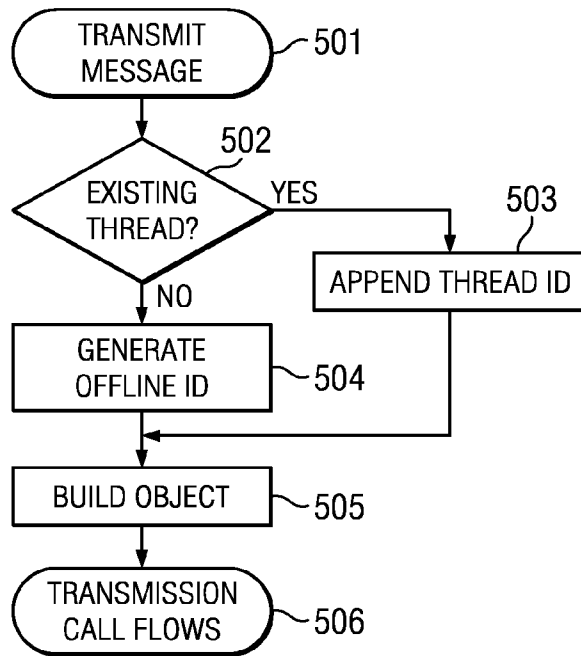 TRANSMIT
MESSAGE
501
502
EXISTING
THREAD?
YES
503
APPEND THREAD ID
NO
GENERATE
OFFLINE ID
504
BUILD OBJECT
505
TRANSMISSION
CALL FLOWS
506